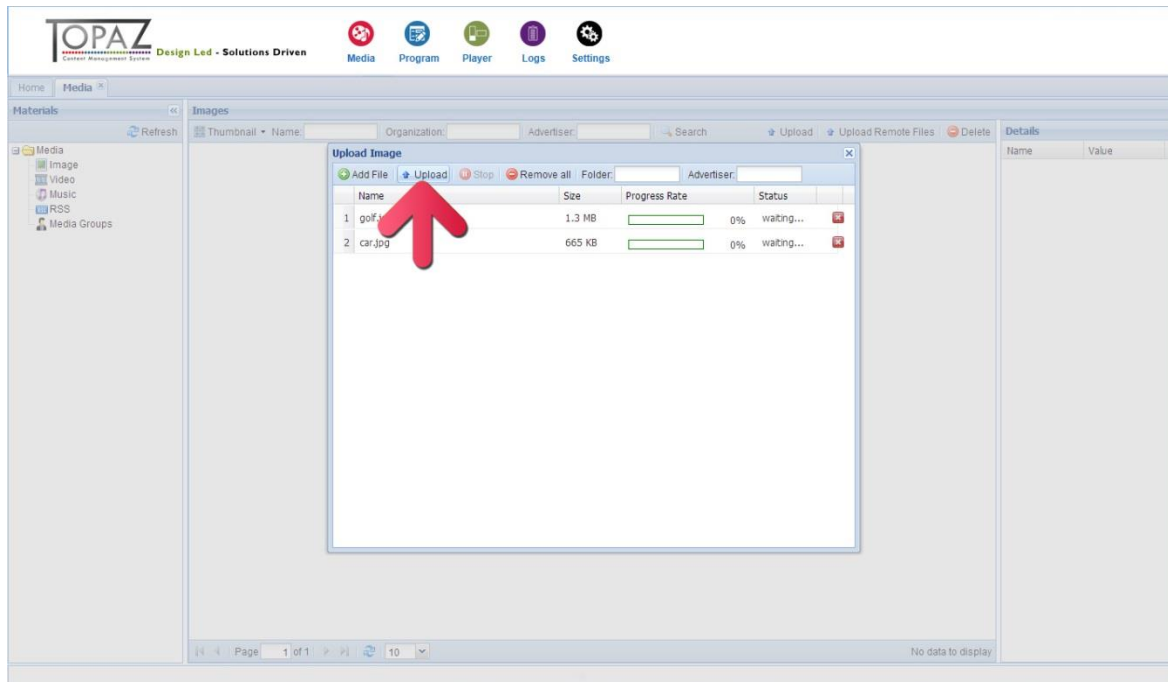 TOPAZ
Content Management System
Design Led - Solutions Driven
Media Program Player Logs Settings
Home Media
Materials
Refresh
Media
Image
Video
Music
RSS
Media Groups
Images
Thumbnail Name: Organization: Advertiser: Search Upload Upload Remote Files Delete
Details
Name Value
Upload Image
Add File Upload Stop Remove all Folder: Advertiser:
Name Size Progress Rate Status
1 1.3 MB 0% waiting...
2 car.jpg 665 KB 0% waiting...
Page 1 of 1 10 No data to display